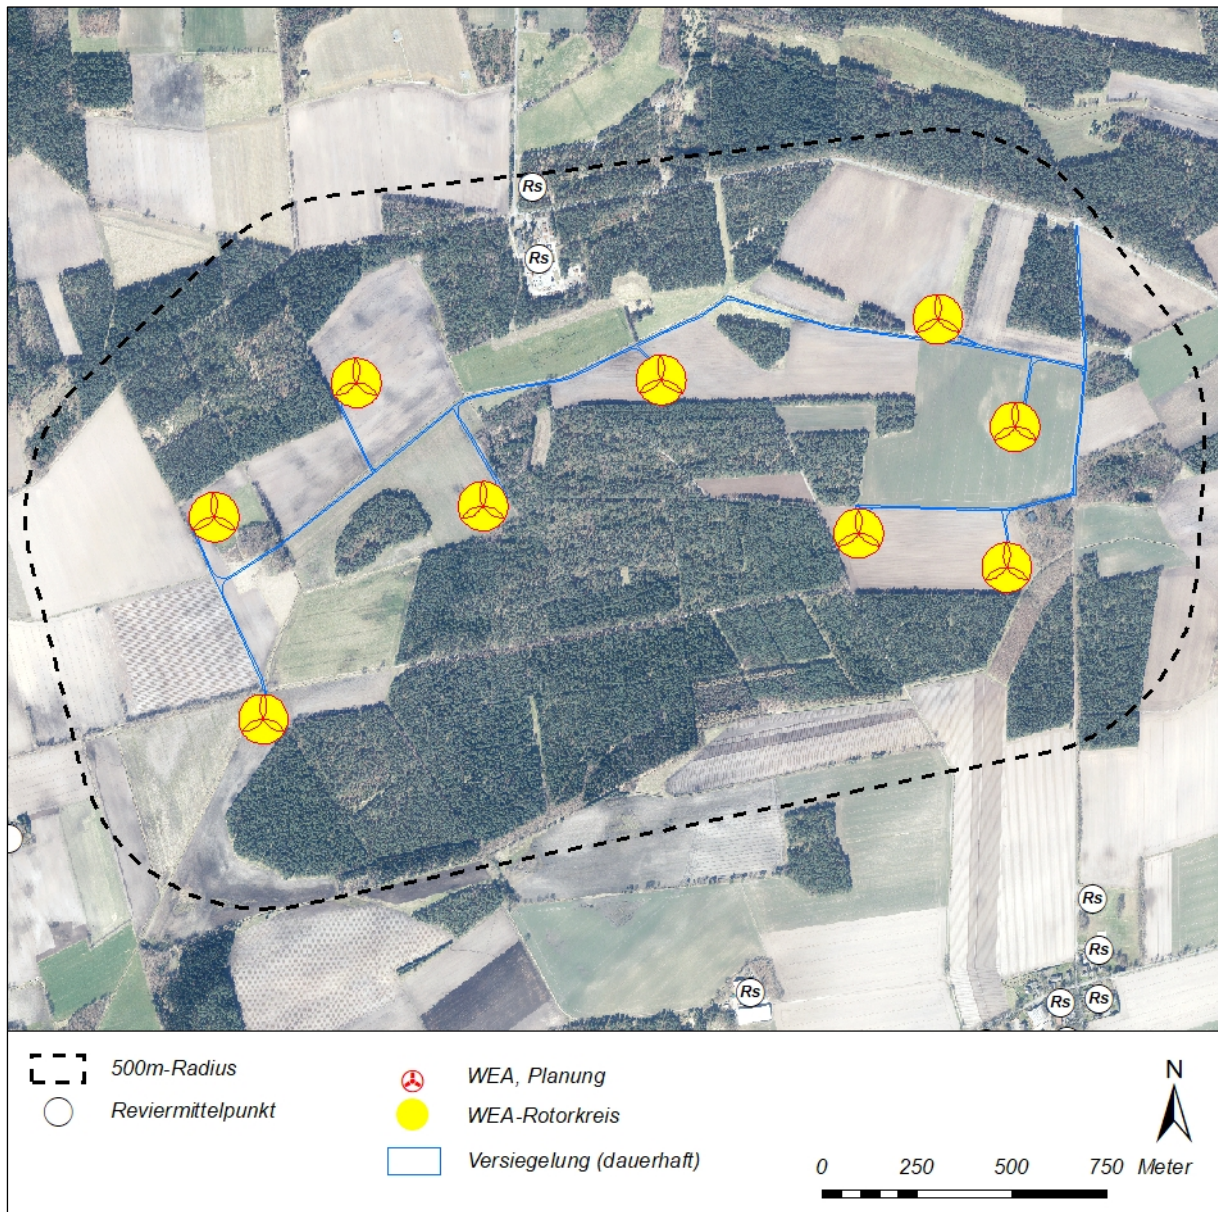 Rs
Rs
Rs
Rs
Rs
Rs
Rs
500m-Radius
Reviermittelpunkt
WEA, Planung
WEA-Rotorkreis
Versiegelung (dauerhaft)
N
0 250 500 750 Meter